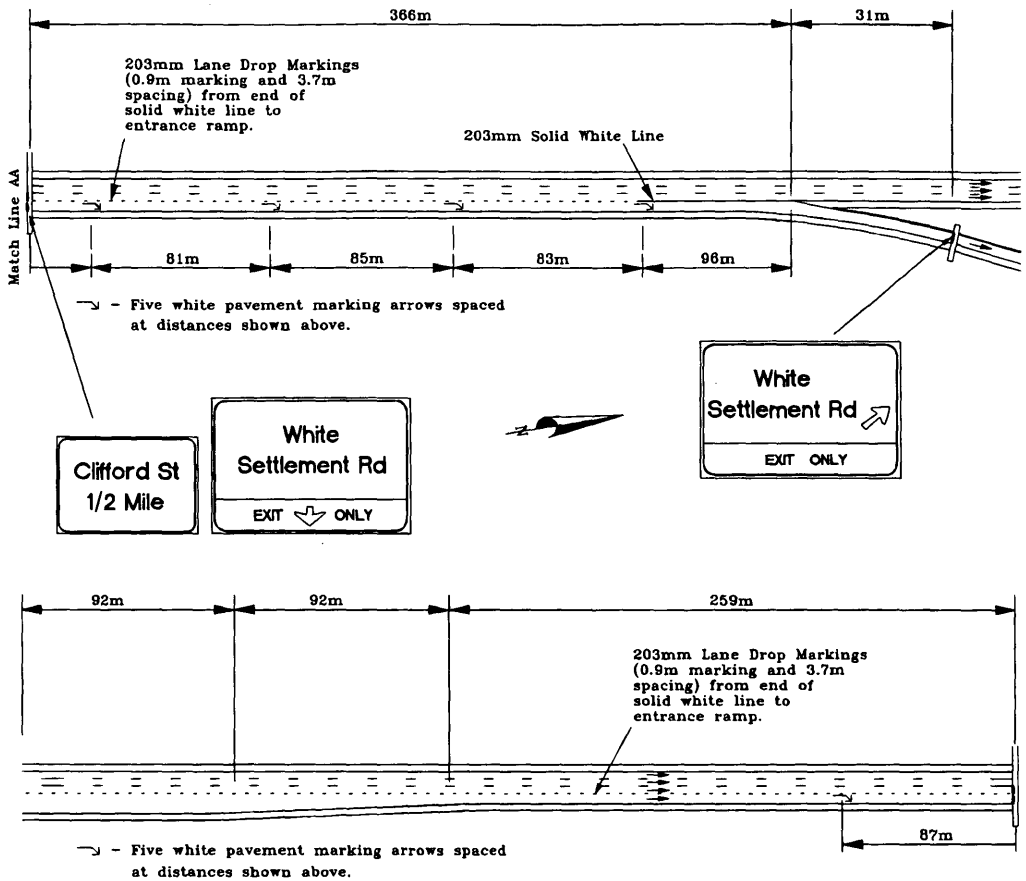 366m
31m
203mm Lane Drop Markings
(0.9m marking and 3.7m
spacing) from end of
solid white line to
entrance ramp.
203mm Solid White Line
Match Line AA
81m
85m
83m
96m
- Five white pavement marking arrows spaced
at distances shown above.
Clifford St
1/2 Mile
White
Settlement Rd
EXIT ONLY
N
White
Settlement Rd
EXIT ONLY
92m
92m
259m
203mm Lane Drop Markings
(0.9m marking and 3.7m
spacing) from end of
solid white line to
entrance ramp.
87m
- Five white pavement marking arrows spaced
at distances shown above.